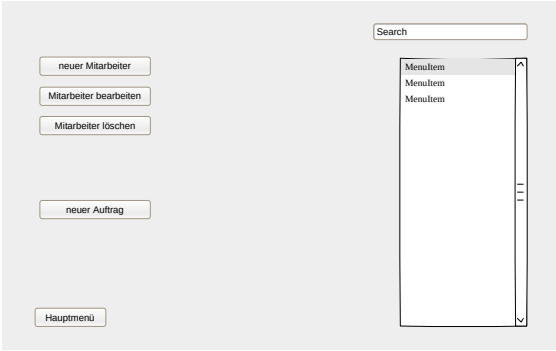 Search
neuer Mitarbeiter
MenuItem
MenuItem
Mitarbeiter bearbeiten
MenuItem
Mitarbeiter löschen
neuer Auftrag
Hauptmenü